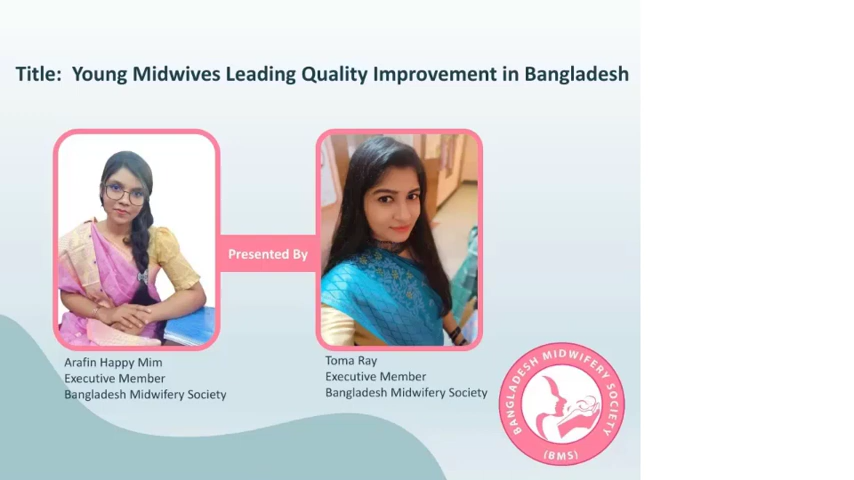 Title:  Young Midwives Leading Quality Improvement in Bangladesh
Presented By
Arafin Happy Mim
Executive Member
Bangladesh Midwifery Society
Toma Ray
Executive Member
Bangladesh Midwifery Society
BANGLADESH MIDWIFERY SOCIETY
(BMS)